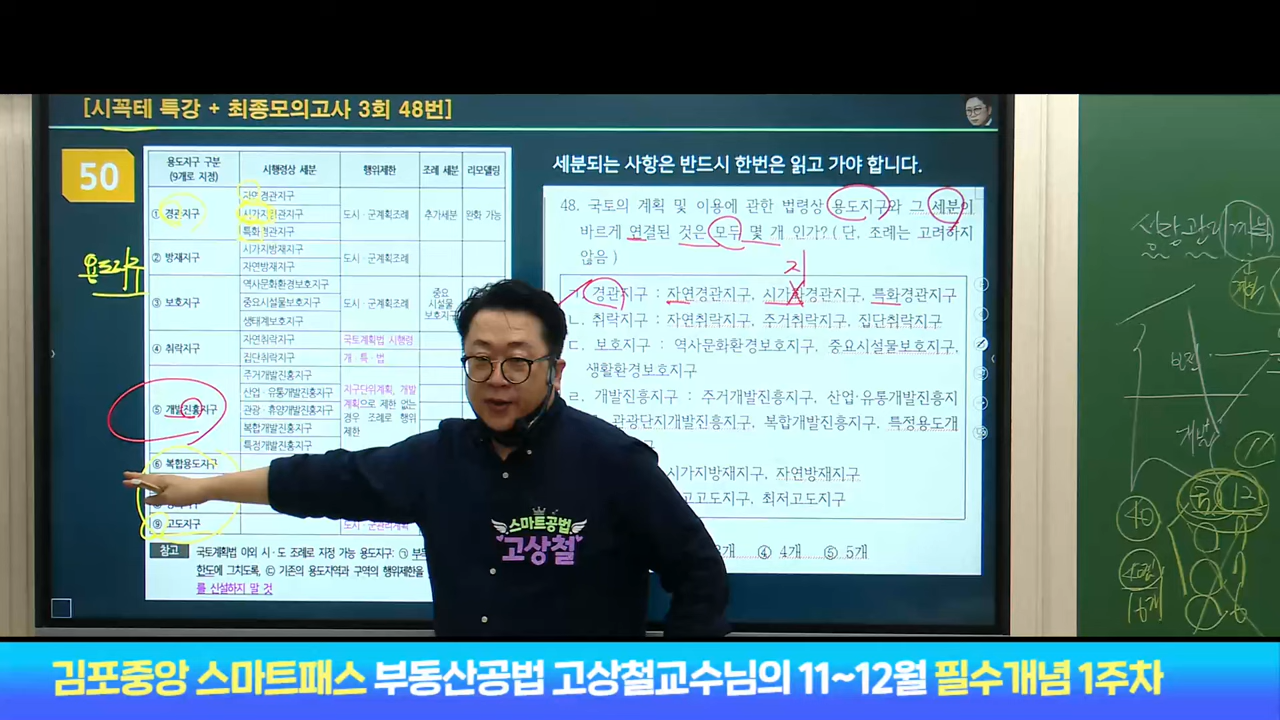 [시꼭테 특강 + 최종모의고사 3회 48번]
50
세분되는 사항은 반드시 한번은 읽고 가야 합니다.
용도지구 구분
(9개로 지정)
시행령상 세분
행위제한
조례 세분
리모델링
① 경관지구
자연경관지구
시가지경관지구
특화경관지구
도시·군계획조례
추가세분
완화 가능
② 방재지구
시가지방재지구
자연방재지구
도시·군계획조례
③ 보호지구
역사문화환경보호지구
중요시설물보호지구
생태계보호지구
도시·군계획조례
중요
시설물
보호지구
④ 취락지구
자연취락지구
집단취락지구
국토계획법 시행령
개 특 법
⑤ 개발진흥지구
주거개발진흥지구
산업·유통개발진흥지구
관광·휴양개발진흥지구
복합개발진흥지구
특정개발진흥지구
지구단위계획, 개발
계획으로 제한 없는
경우 조례로 행위
제한
⑥ 복합용도지구
⑨ 고도지구
도시·군관리계획
참고
국토계획법 이외 시·도 조례로 지정 가능 용도지구: ㉠
한도에 그치도록, ㉢ 기존의 용도지역과 구역의 행위제한을
를 신설하지 말 것
용도지구
48. 국토의 계획 및 이용에 관한 법령상 용도지구와 그 세분이
바르게 연결된 것은 모두 몇 개 인가? (단, 조례는 고려하지
않음)
지
ㄱ. 경관지구 : 자연경관지구, 시가경관지구, 특화경관지구
ㄴ. 취락지구 : 자연취락지구, 주거취락지구, 집단취락지구
ㄷ. 보호지구 : 역사문화환경보호지구, 중요시설물보호지구,
생활환경보호지구
ㄹ. 개발진흥지구 : 주거개발진흥지구, 산업·유통개발진흥지
관광단지개발진흥지구, 복합개발진흥지구, 특정용도개
시가지방재지구, 자연방재지구
고고도지구, 최저고도지구
④ 4개 ⑤ 5개
스마트공법
고상철
40
12
김포중앙 스마트패스 부동산공법 고상철교수님의 11~12월 필수개념 1주차